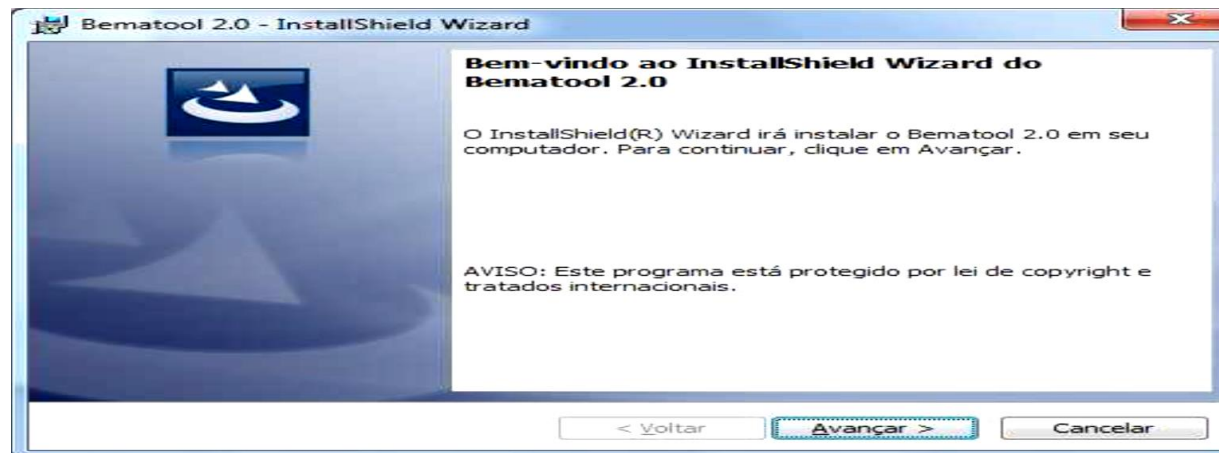 Bematool 2.0 - InstallShield Wizard
Bem-vindo ao InstallShield Wizard do
Bematool 2.0
O InstallShield(R) Wizard irá instalar o Bematool 2.0 em seu
computador. Para continuar, clique em Avançar.
AVISO: Este programa está protegido por lei de copyright e
tratados internacionais.
< Voltar
Avançar >
Cancelar